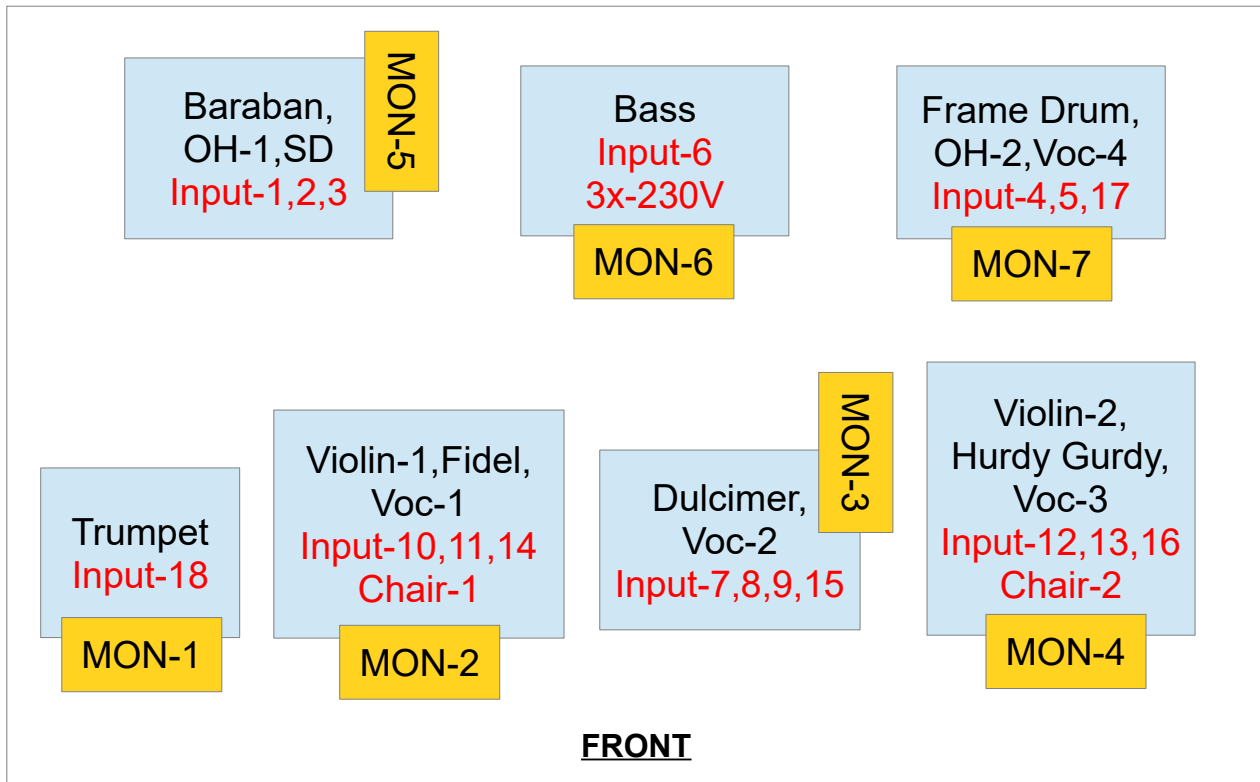 Baraban,
OH-1,SD
Input-1,2,3
MON-5
Bass
Input-6
3x-230V
MON-6
Frame Drum,
OH-2,Voc-4
Input-4,5,17
MON-7
Trumpet
Input-18
MON-1
Violin-1,Fidel,
Voc-1
Input-10,11,14
Chair-1
MON-2
Dulcimer,
Voc-2
Input-7,8,9,15
MON-3
Violin-2,
Hurdy Gurdy,
Voc-3
Input-12,13,16
Chair-2
MON-4
FRONT